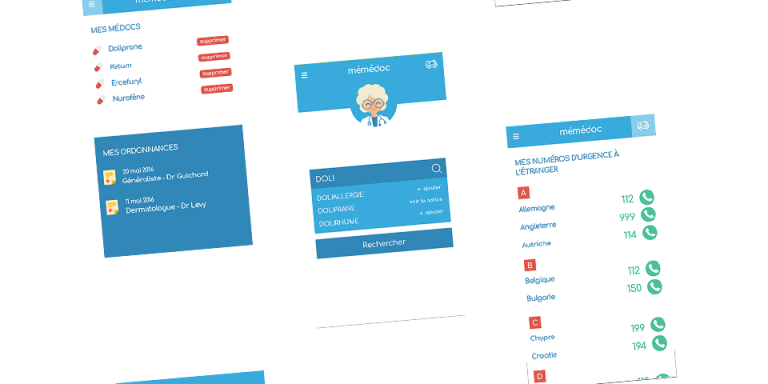 mémédoc
MES MÉDOCS
Doliprane supprimer
Ketum supprimer
Ercefuryl supprimer
Nurofène supprimer
MES ORDONNANCES
20 mai 2016
Généraliste - Dr Guichard
11 mai 2016
Dermatologue - Dr Levy
mémédoc
DOLI
DOLIALLERGIE + ajouter
DOLIPRANE voir la notice
DOLIRHUME + ajouter
Rechercher
mémédoc
MES NUMÉROS D'URGENCE À
L'ÉTRANGER
A
Allemagne 112
Angleterre 999
Autriche 114
B
Belgique 112
Bulgarie 150
C
Chypre 199
Croatie 194
D